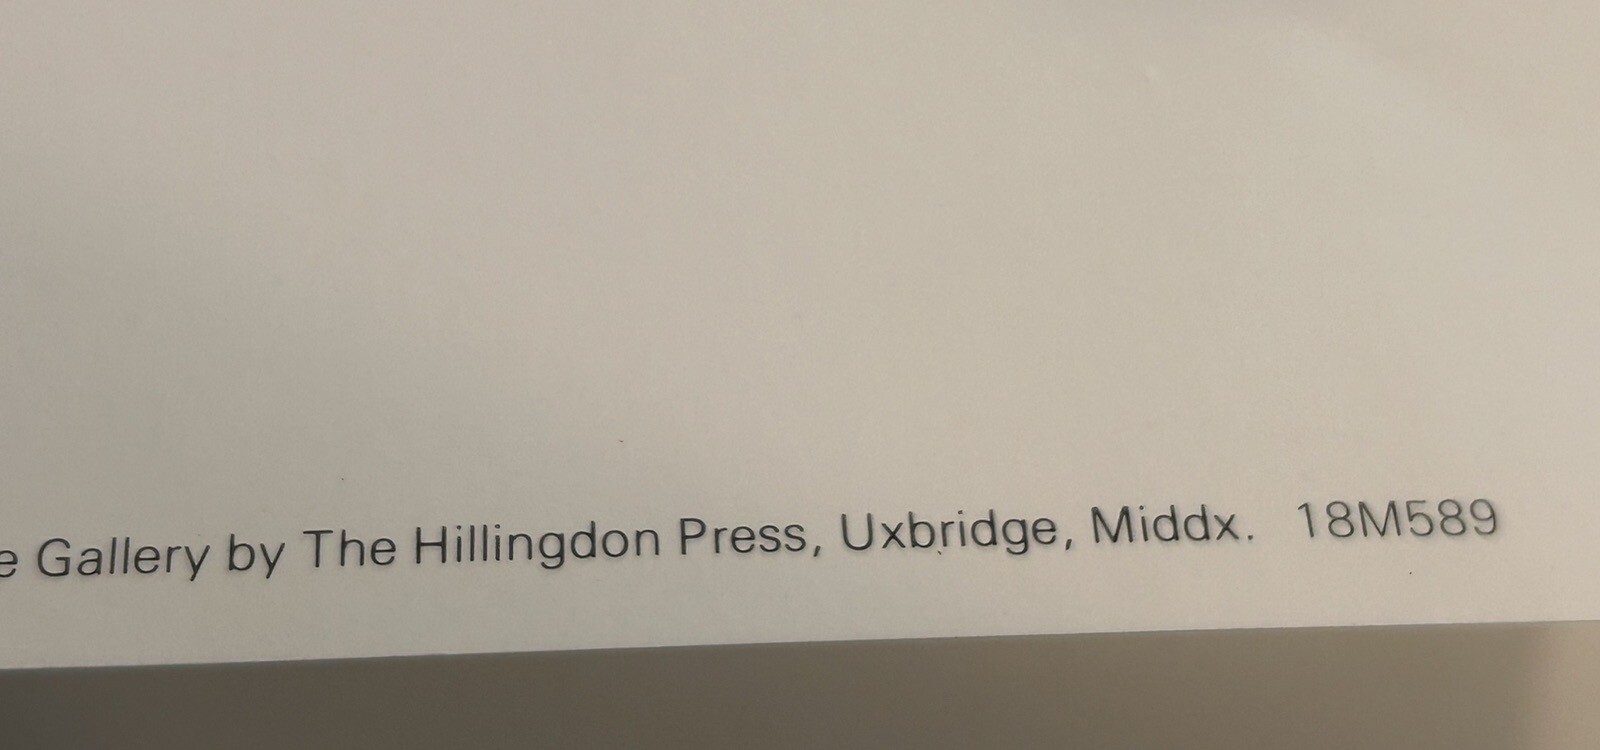 e Gallery by The Hillingdon Press, Uxbridge, Middx. 18M589